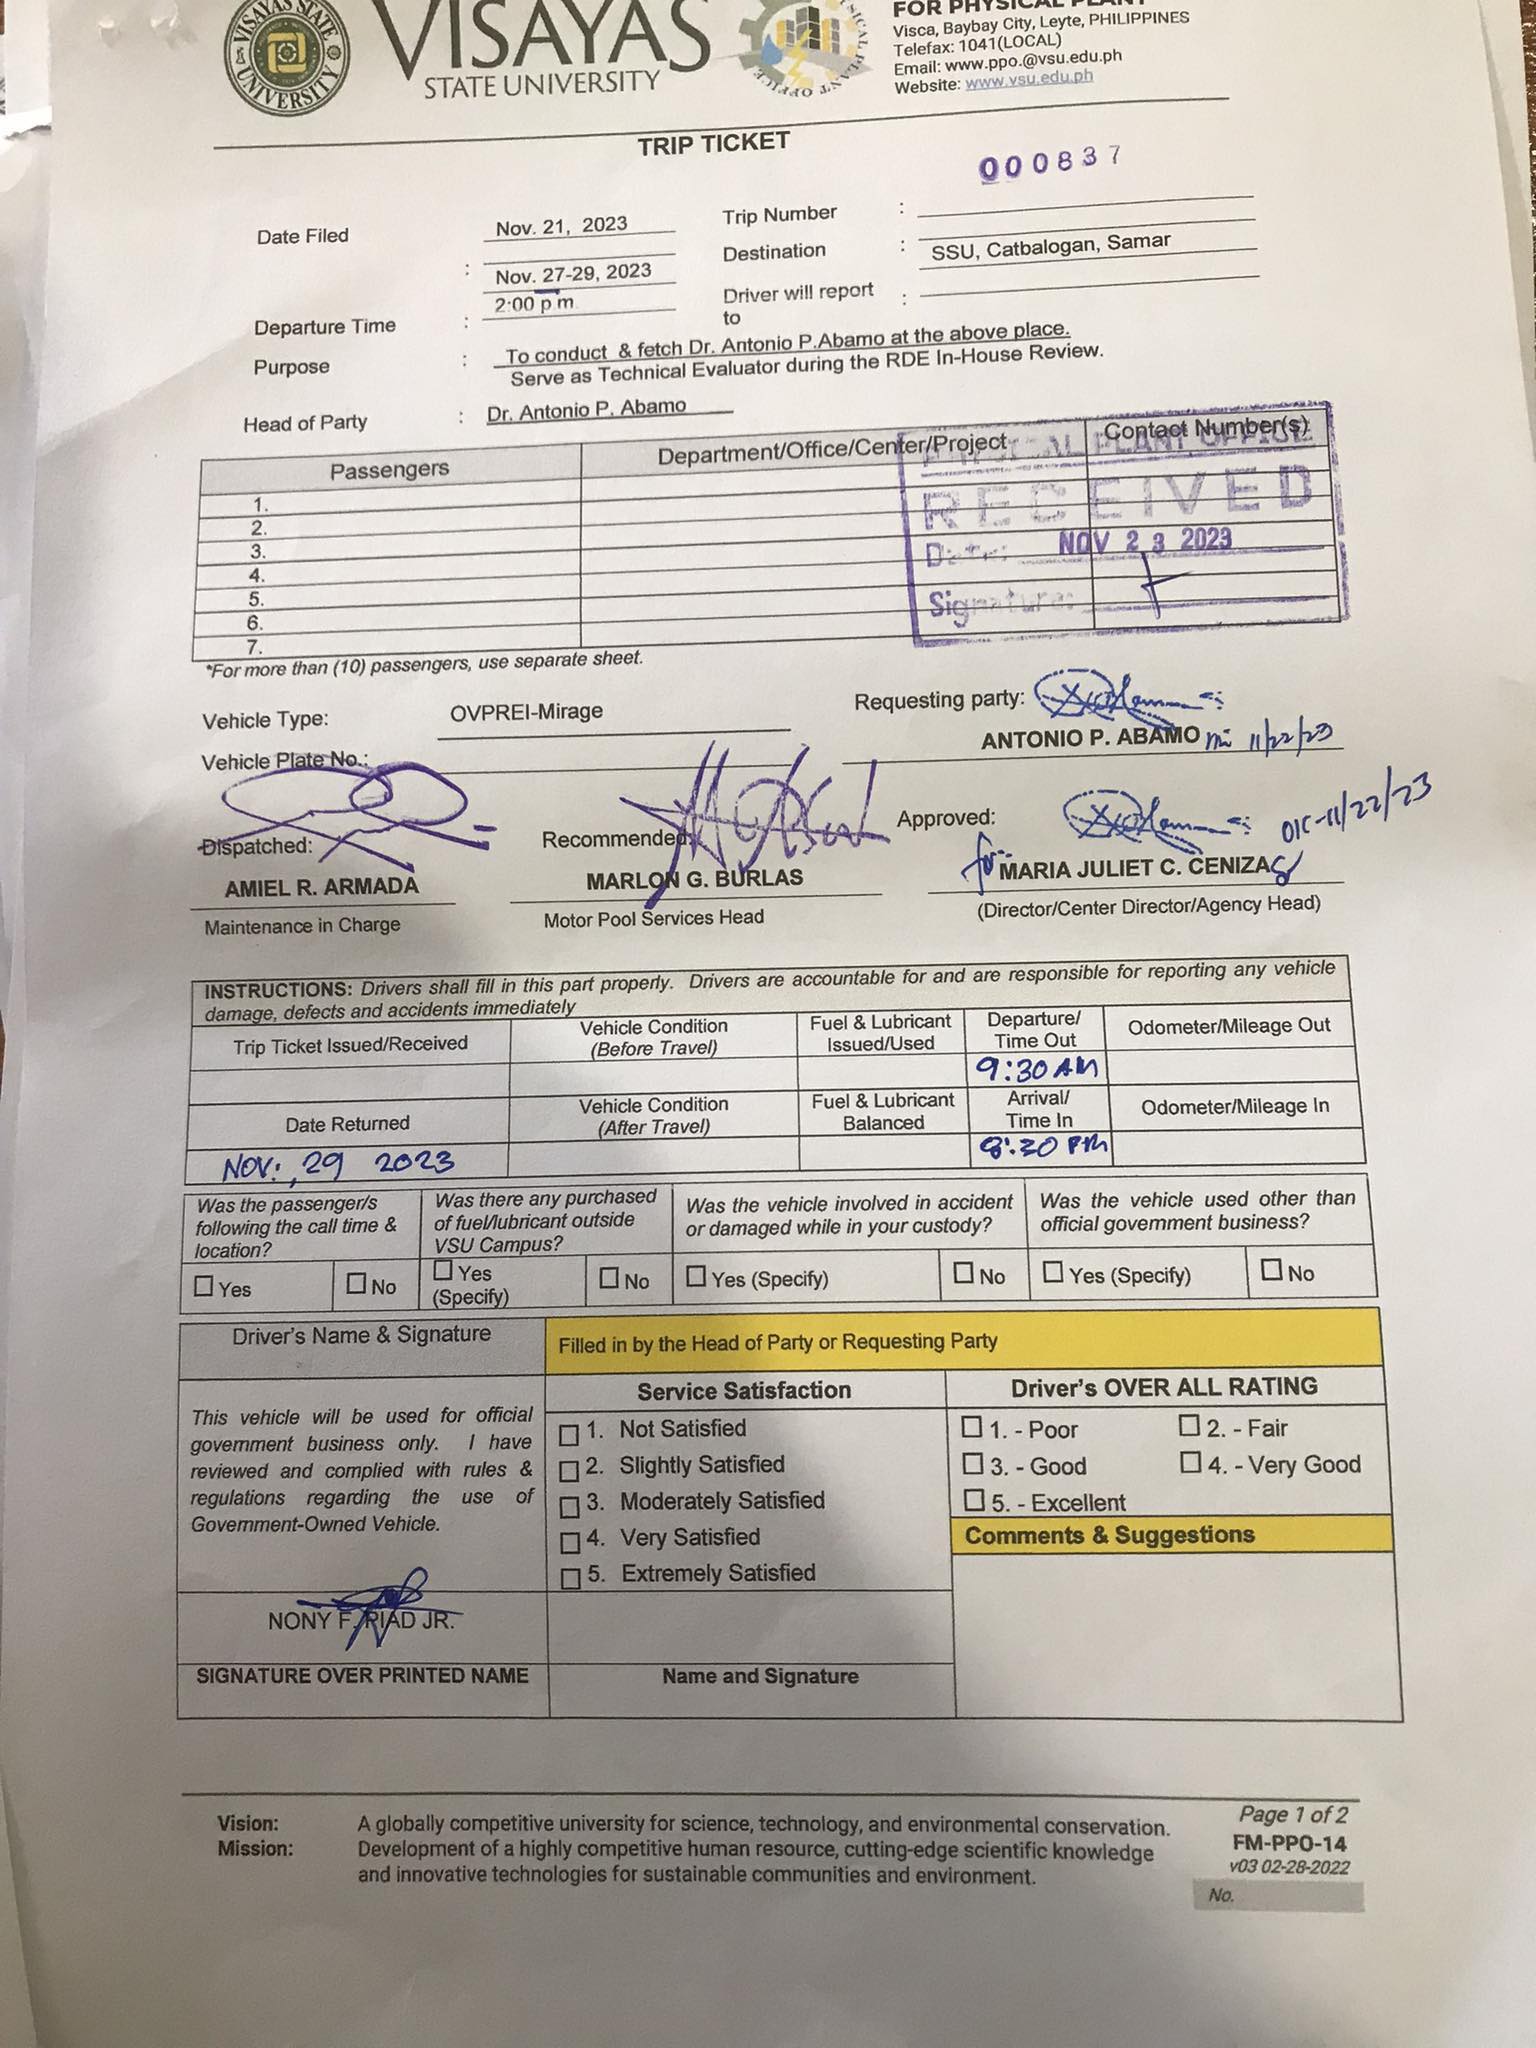 VISAYAS STATE UNIVERSITY
VISAYAS
STATE UNIVERSITY
PLANT OFFICE
FOR PHYSICAL PLANT
Visca, Baybay City, Leyte, PHILIPPINES
Telefax: 1041(LOCAL)
Email: www.ppo.@vsu.edu.ph
Website: www.vsu.edu.ph
TRIP TICKET
000837
Date Filed Nov. 21, 2023 Trip Number :
: Nov. 27-29, 2023 Destination : SSU, Catbalogan, Samar
Departure Time : 2:00 p.m. Driver will report to :
Purpose : To conduct & fetch Dr. Antonio P.Abamo at the above place.
Serve as Technical Evaluator during the RDE In-House Review.
Head of Party : Dr. Antonio P. Abamo
Passengers Department/Office/Center/Project Contact Number(s)
1.
2.
3.
4.
5.
6.
7.
PHYSICAL PLANT OFFICE
RECEIVED
Date: NOV 23 2023
Signature:
*For more than (10) passengers, use separate sheet.
Vehicle Type: OVPREI-Mirage Requesting party:
ANTONIO P. ABAMO 11/22/23
Vehicle Plate No.:
Dispatched: Recommended: Approved: OIC-11/22/23
AMIEL R. ARMADA MARLON G. BURLAS for MARIA JULIET C. CENIZA
Maintenance in Charge Motor Pool Services Head (Director/Center Director/Agency Head)
INSTRUCTIONS: Drivers shall fill in this part properly. Drivers are accountable for and are responsible for reporting any vehicle
damage, defects and accidents immediately
Trip Ticket Issued/Received Vehicle Condition (Before Travel) Fuel & Lubricant Issued/Used Departure/ Time Out Odometer/Mileage Out
9:30 AM
Date Returned Vehicle Condition (After Travel) Fuel & Lubricant Balanced Arrival/ Time In Odometer/Mileage In
NOV. , 29 2023 8:30 PM
Was the passenger/s following the call time & location? Was there any purchased of fuel/lubricant outside VSU Campus? Was the vehicle involved in accident or damaged while in your custody? Was the vehicle used other than official government business?
Yes No Yes (Specify) No Yes (Specify) No Yes (Specify) No
Driver's Name & Signature Filled in by the Head of Party or Requesting Party
Service Satisfaction Driver's OVER ALL RATING
This vehicle will be used for official
government business only. I have
reviewed and complied with rules &
regulations regarding the use of
Government-Owned Vehicle.
1. Not Satisfied
2. Slightly Satisfied
3. Moderately Satisfied
4. Very Satisfied
5. Extremely Satisfied
1. - Poor 2. - Fair
3. - Good 4. - Very Good
5. - Excellent
Comments & Suggestions
NONY F. PIAD JR.
SIGNATURE OVER PRINTED NAME Name and Signature
Vision: A globally competitive university for science, technology, and environmental conservation.
Mission: Development of a highly competitive human resource, cutting-edge scientific knowledge
and innovative technologies for sustainable communities and environment.
Page 1 of 2
FM-PPO-14
v03 02-28-2022
No.